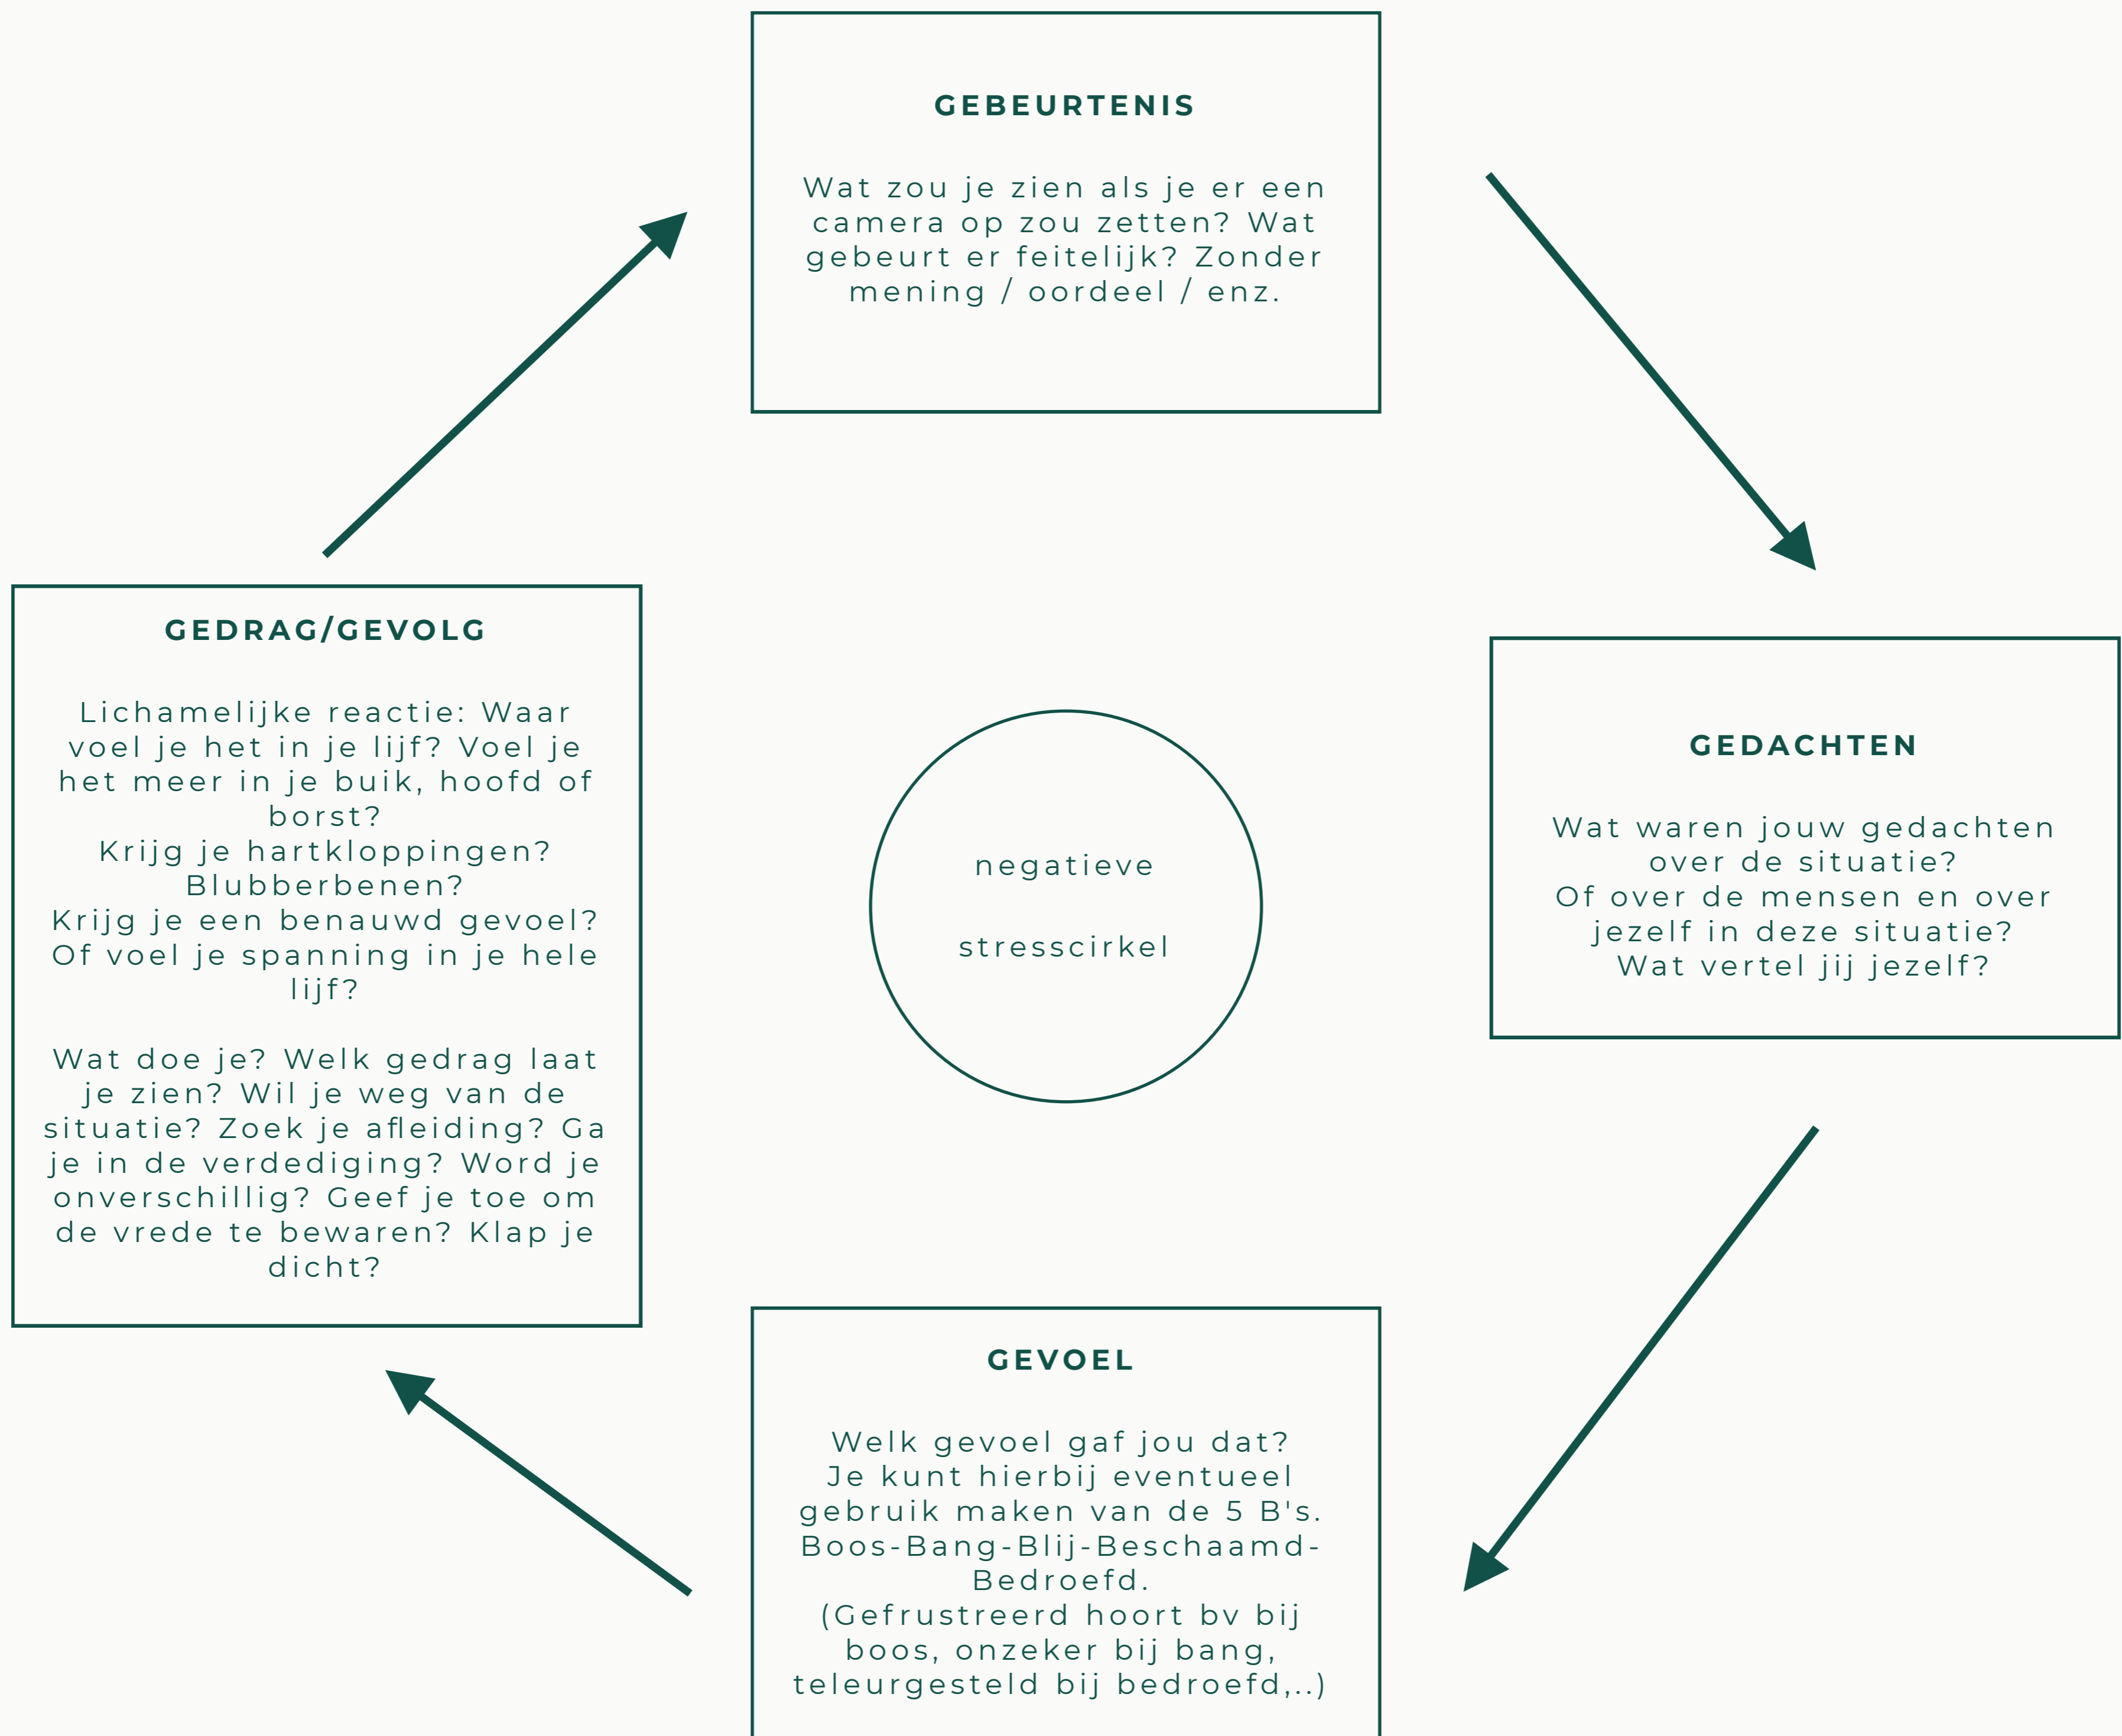 GEBEURTENIS
Wat zou je zien als je er een
camera op zou zetten? Wat
gebeurt er feitelijk? Zonder
mening / oordeel / enz.
GEDACHTEN
Wat waren jouw gedachten
over de situatie?
Of over de mensen en over
jezelf in deze situatie?
Wat vertel jij jezelf?
GEVOEL
Welk gevoel gaf jou dat?
Je kunt hierbij eventueel
gebruik maken van de 5 B's.
Boos-Bang-Blij-Beschaamd-
Bedroefd.
(Gefrustreerd hoort bv bij
boos, onzeker bij bang,
teleurgesteld bij bedroefd,..)
GEDRAG/GEVOLG
Lichamelijke reactie: Waar
voel je het in je lijf? Voel je
het meer in je buik, hoofd of
borst?
Krijg je hartkloppingen?
Blubberbenen?
Krijg je een benauwd gevoel?
Of voel je spanning in je hele
lijf?
Wat doe je? Welk gedrag laat
je zien? Wil je weg van de
situatie? Zoek je afleiding? Ga
je in de verdediging? Word je
onverschillig? Geef je toe om
de vrede te bewaren? Klap je
dicht?
negatieve
stresscirkel